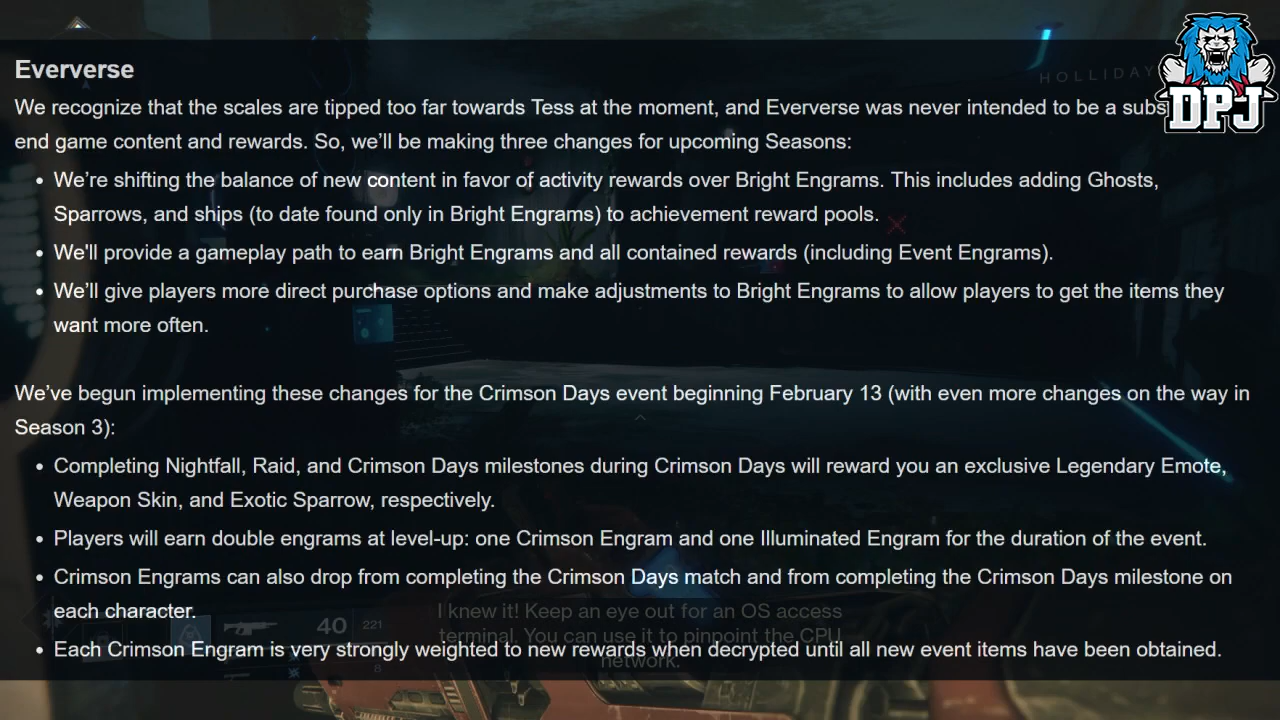 HOLLIDAY
DPJ
Eververse
We recognize that the scales are tipped too far towards Tess at the moment, and Eververse was never intended to be a subs
end game content and rewards. So, we'll be making three changes for upcoming Seasons:
• We're shifting the balance of new content in favor of activity rewards over Bright Engrams. This includes adding Ghosts,
Sparrows, and ships (to date found only in Bright Engrams) to achievement reward pools.
• We'll provide a gameplay path to earn Bright Engrams and all contained rewards (including Event Engrams).
• We'll give players more direct purchase options and make adjustments to Bright Engrams to allow players to get the items they
want more often.
We've begun implementing these changes for the Crimson Days event beginning February 13 (with even more changes on the way in
Season 3):
• Completing Nightfall, Raid, and Crimson Days milestones during Crimson Days will reward you an exclusive Legendary Emote,
Weapon Skin, and Exotic Sparrow, respectively.
• Players will earn double engrams at level-up: one Crimson Engram and one Illuminated Engram for the duration of the event.
• Crimson Engrams can also drop from completing the Crimson Days match and from completing the Crimson Days milestone on
each character.
• Each Crimson Engram is very strongly weighted to new rewards when decrypted until all new event items have been obtained.
40 221
8
I knew it! Keep an eye out for an OS access
terminal. You can use it to pinpoint the CPU
network.